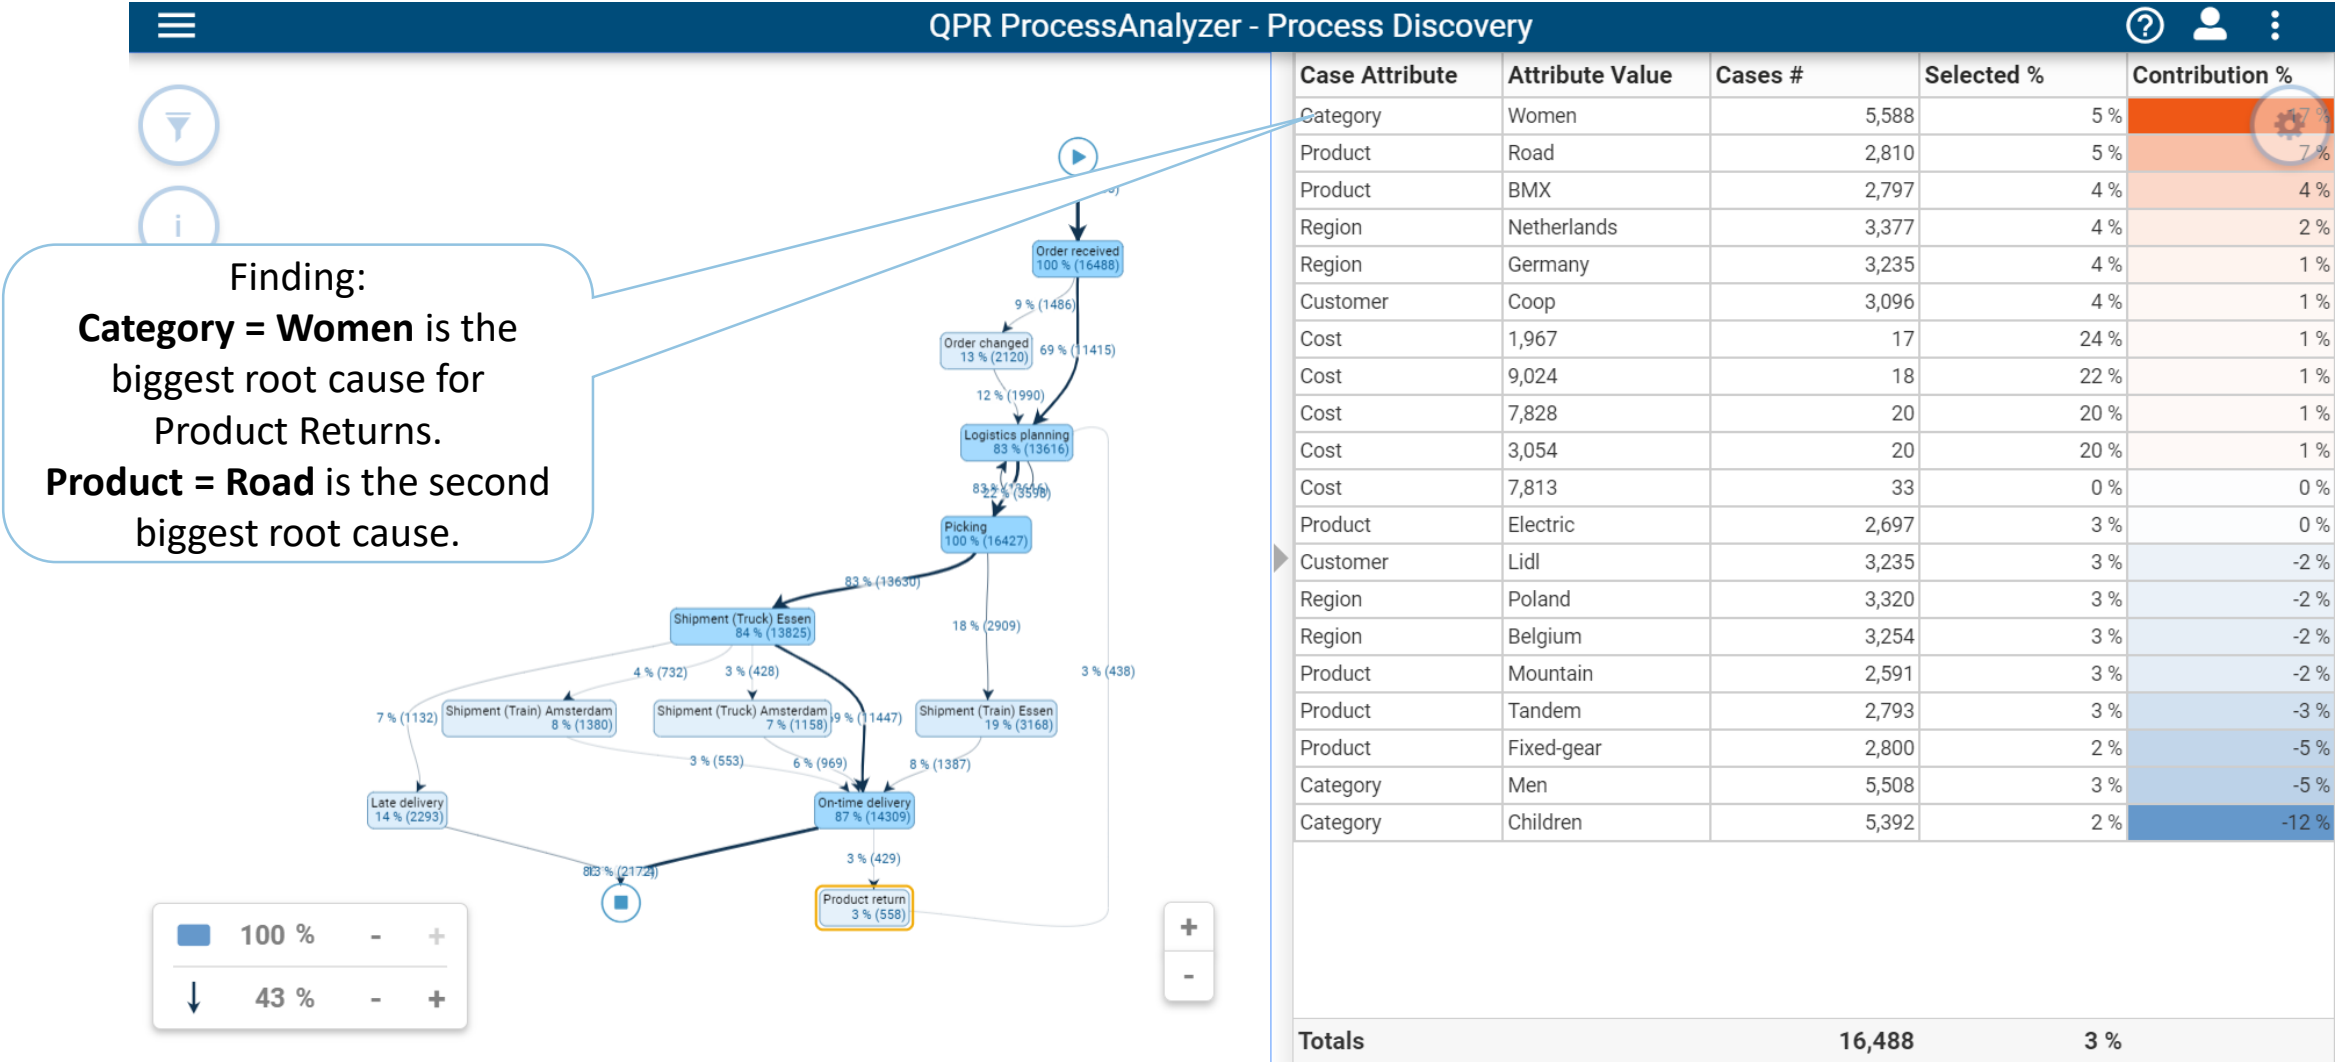 QPR ProcessAnalyzer - Process Discovery
Finding:
Category = Women is the
biggest root cause for
Product Returns.
Product = Road is the second
biggest root cause.
i
Order received
100 % (16488)
9 % (1486)
Order changed
13 % (2120)
69 % (11415)
12 % (1990)
Logistics planning
83 % (13616)
22 % (3598)
Picking
100 % (16427)
83 % (13630)
Shipment (Truck) Essen
84 % (13825)
18 % (2909)
4 % (732)
3 % (428)
3 % (438)
7 % (1132)
Shipment (Train) Amsterdam
8 % (1380)
Shipment (Truck) Amsterdam
7 % (1158)
(11447)
Shipment (Train) Essen
19 % (3168)
3 % (553)
6 % (969)
8 % (1387)
Late delivery
14 % (2293)
On-time delivery
87 % (14309)
3 % (429)
Product return
3 % (558)
100 % - +
43 % - +
+
-
Case Attribute Attribute Value Cases # Selected % Contribution %
Category Women 5,588 5 %
Product Road 2,810 5 % 7 %
Product BMX 2,797 4 % 4 %
Region Netherlands 3,377 4 % 2 %
Region Germany 3,235 4 % 1 %
Customer Coop 3,096 4 % 1 %
Cost 1,967 17 24 % 1 %
Cost 9,024 18 22 % 1 %
Cost 7,828 20 20 % 1 %
Cost 3,054 20 20 % 1 %
Cost 7,813 33 0 % 0 %
Product Electric 2,697 3 % 0 %
Customer Lidl 3,235 3 % -2 %
Region Poland 3,320 3 % -2 %
Region Belgium 3,254 3 % -2 %
Product Mountain 2,591 3 % -2 %
Product Tandem 2,793 3 % -3 %
Product Fixed-gear 2,800 2 % -5 %
Category Men 5,508 3 % -5 %
Category Children 5,392 2 % -12 %
Totals 16,488 3 %